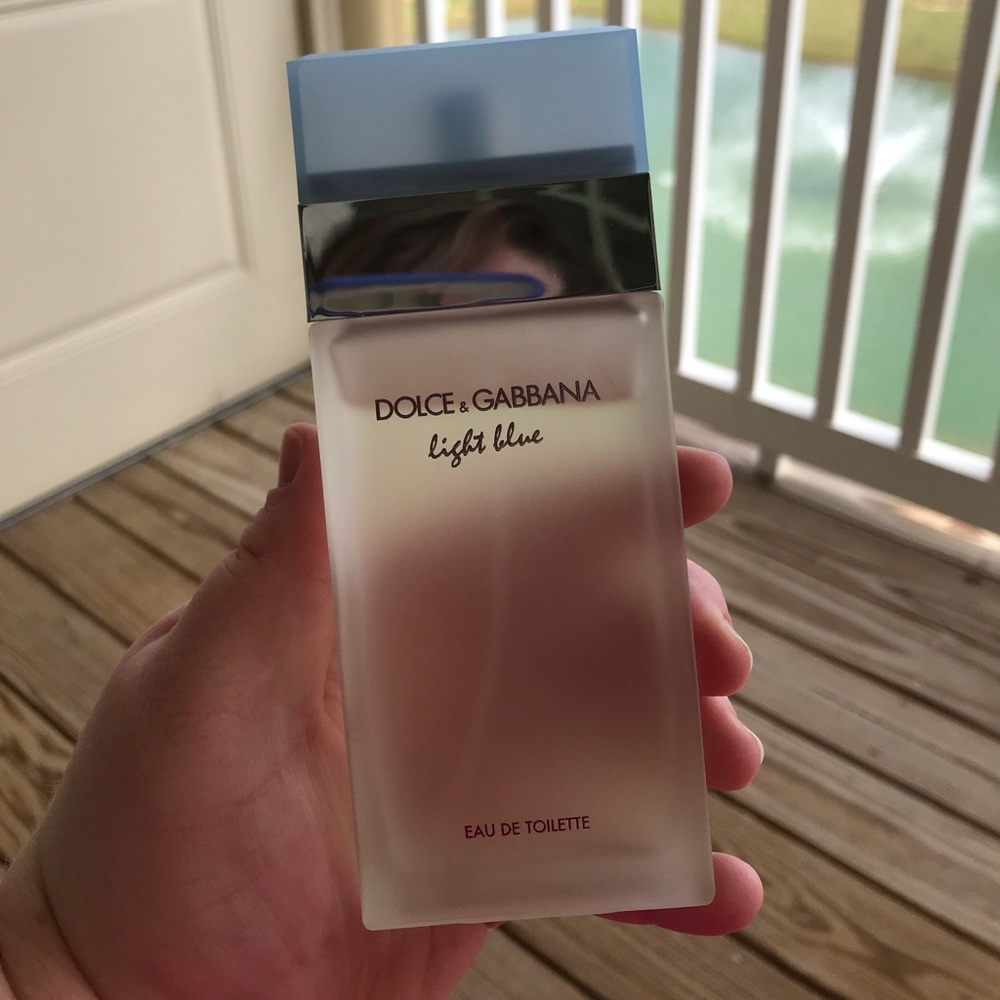 DOLCE & GABBANA
light blue
EAU DE TOILETTE